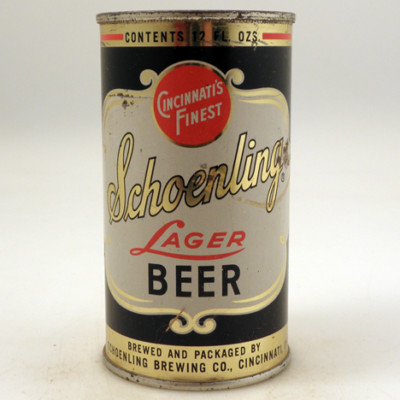 CONTENTS 12 FL. OZS.
CINCINNATI'S
FINEST
Schoenling
LAGER
BEER
BREWED AND PACKAGED BY
SCHOENLING BREWING CO., CINCINNATI,